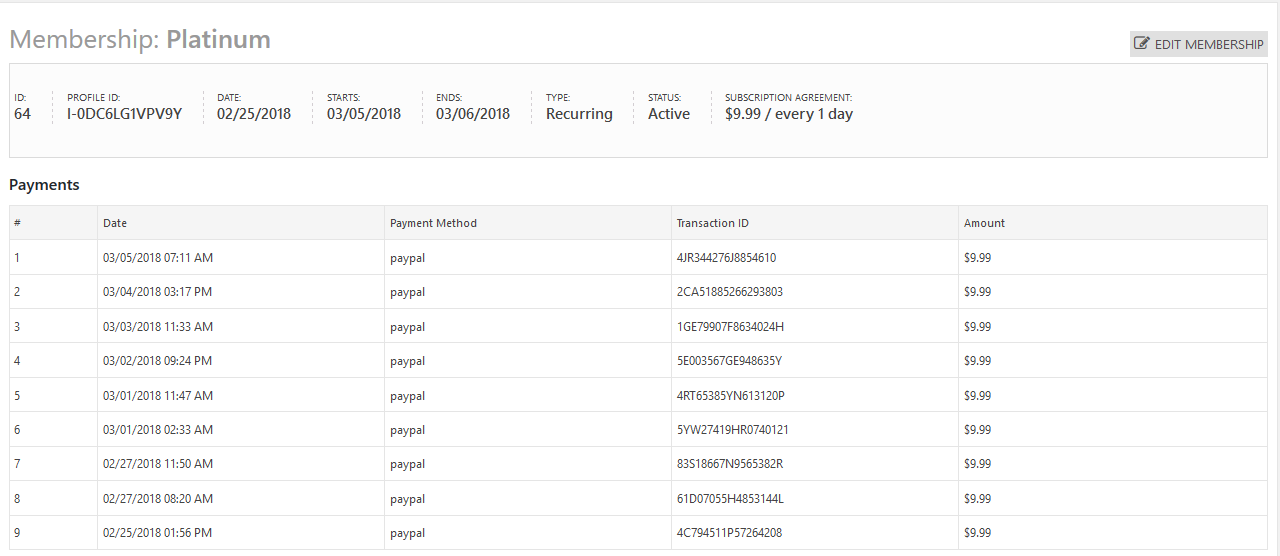 Membership: Platinum
EDIT MEMBERSHIP
ID: PROFILE ID: DATE: STARTS: ENDS: TYPE: STATUS: SUBSCRIPTION AGREEMENT:
64 I-0DC6LG1VPV9Y 02/25/2018 03/05/2018 03/06/2018 Recurring Active $9.99 / every 1 day
Payments
# Date Payment Method Transaction ID Amount
1 03/05/2018 07:11 AM paypal 4JR344276J8854610 $9.99
2 03/04/2018 03:17 PM paypal 2CA51885266293803 $9.99
3 03/03/2018 11:33 AM paypal 1GE79907F8634024H $9.99
4 03/02/2018 09:24 PM paypal 5E003567GE948635Y $9.99
5 03/01/2018 11:47 AM paypal 4RT65385YN613120P $9.99
6 03/01/2018 02:33 AM paypal 5YW27419HR0740121 $9.99
7 02/27/2018 11:50 AM paypal 83S18667N9565382R $9.99
8 02/27/2018 08:20 AM paypal 61D07055H4853144L $9.99
9 02/25/2018 01:56 PM paypal 4C794511P57264208 $9.99